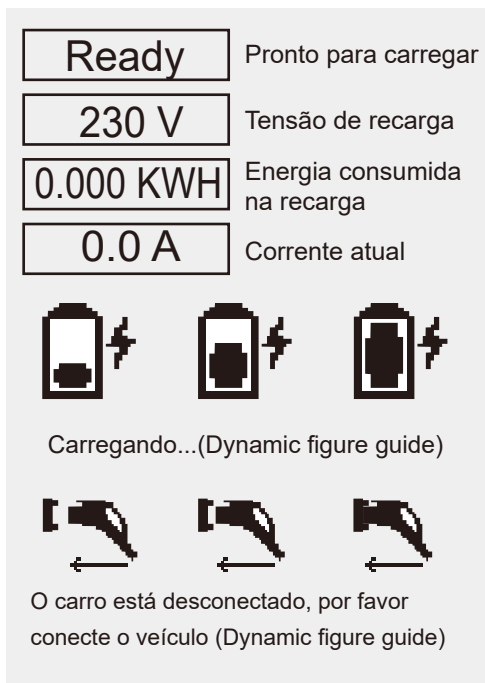 Ready Pronto para carregar
230 V Tensão de recarga
0.000 KWH Energia consumida
na recarga
0.0 A Corrente atual
Carregando...(Dynamic figure guide)
O carro está desconectado, por favor
conecte o veículo (Dynamic figure guide)